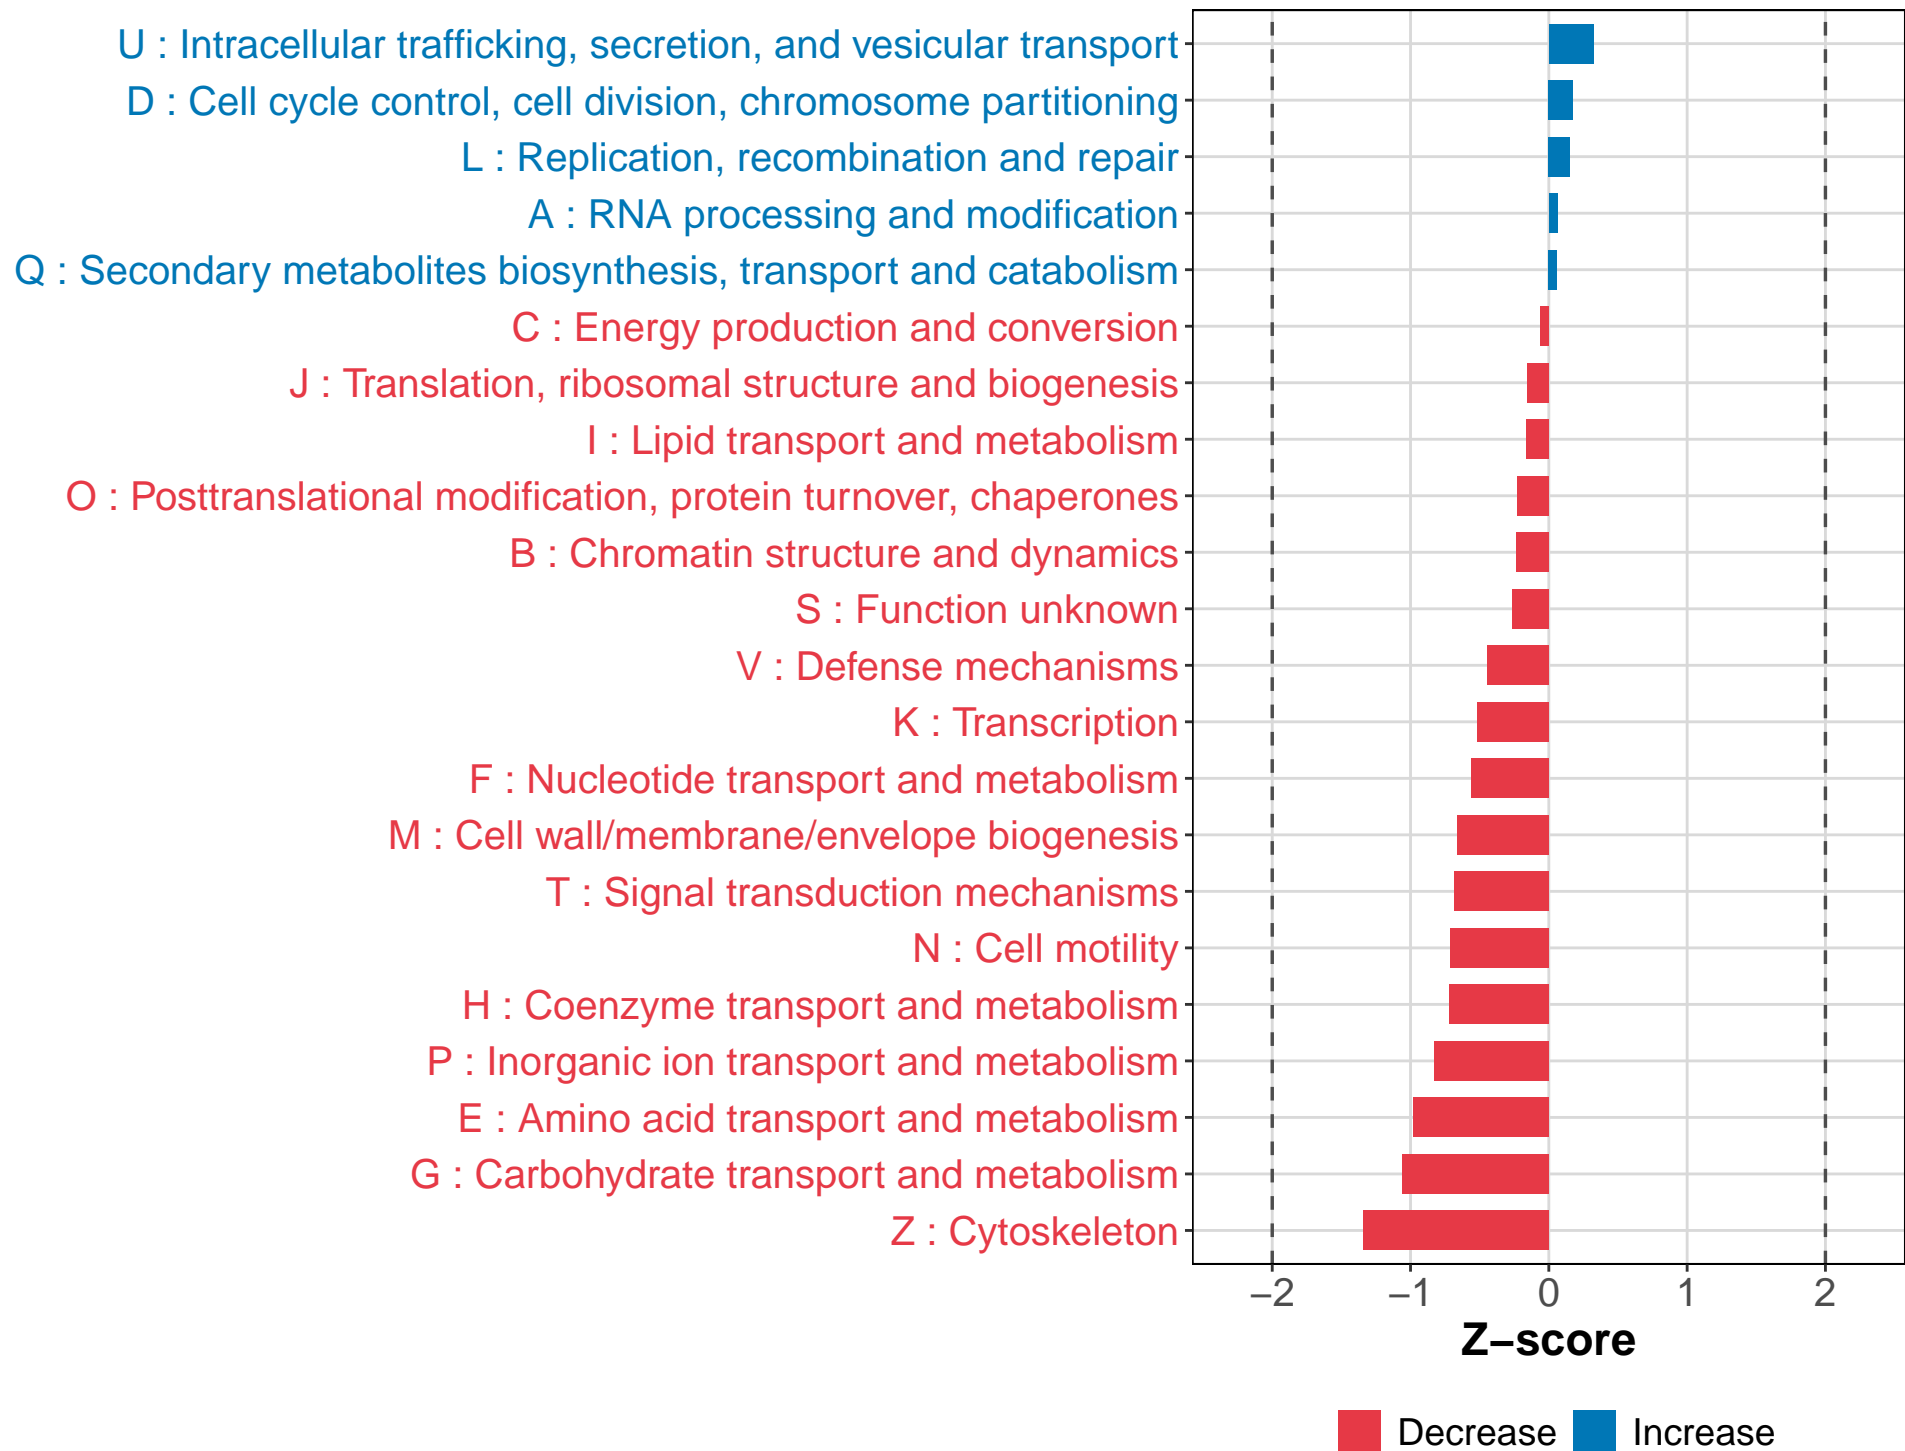 U : Intracellular trafficking, secretion, and vesicular transport
D : Cell cycle control, cell division, chromosome partitioning
L : Replication, recombination and repair
A : RNA processing and modification
Q : Secondary metabolites biosynthesis, transport and catabolism
C : Energy production and conversion
J : Translation, ribosomal structure and biogenesis
I : Lipid transport and metabolism
O : Posttranslational modification, protein turnover, chaperones
B : Chromatin structure and dynamics
S : Function unknown
V : Defense mechanisms
K : Transcription
F : Nucleotide transport and metabolism
M : Cell wall/membrane/envelope biogenesis
T : Signal transduction mechanisms
N : Cell motility
H : Coenzyme transport and metabolism
P : Inorganic ion transport and metabolism
E : Amino acid transport and metabolism
G : Carbohydrate transport and metabolism
Z : Cytoskeleton
−2 −1 0 1 2
Z−score
Decrease Increase